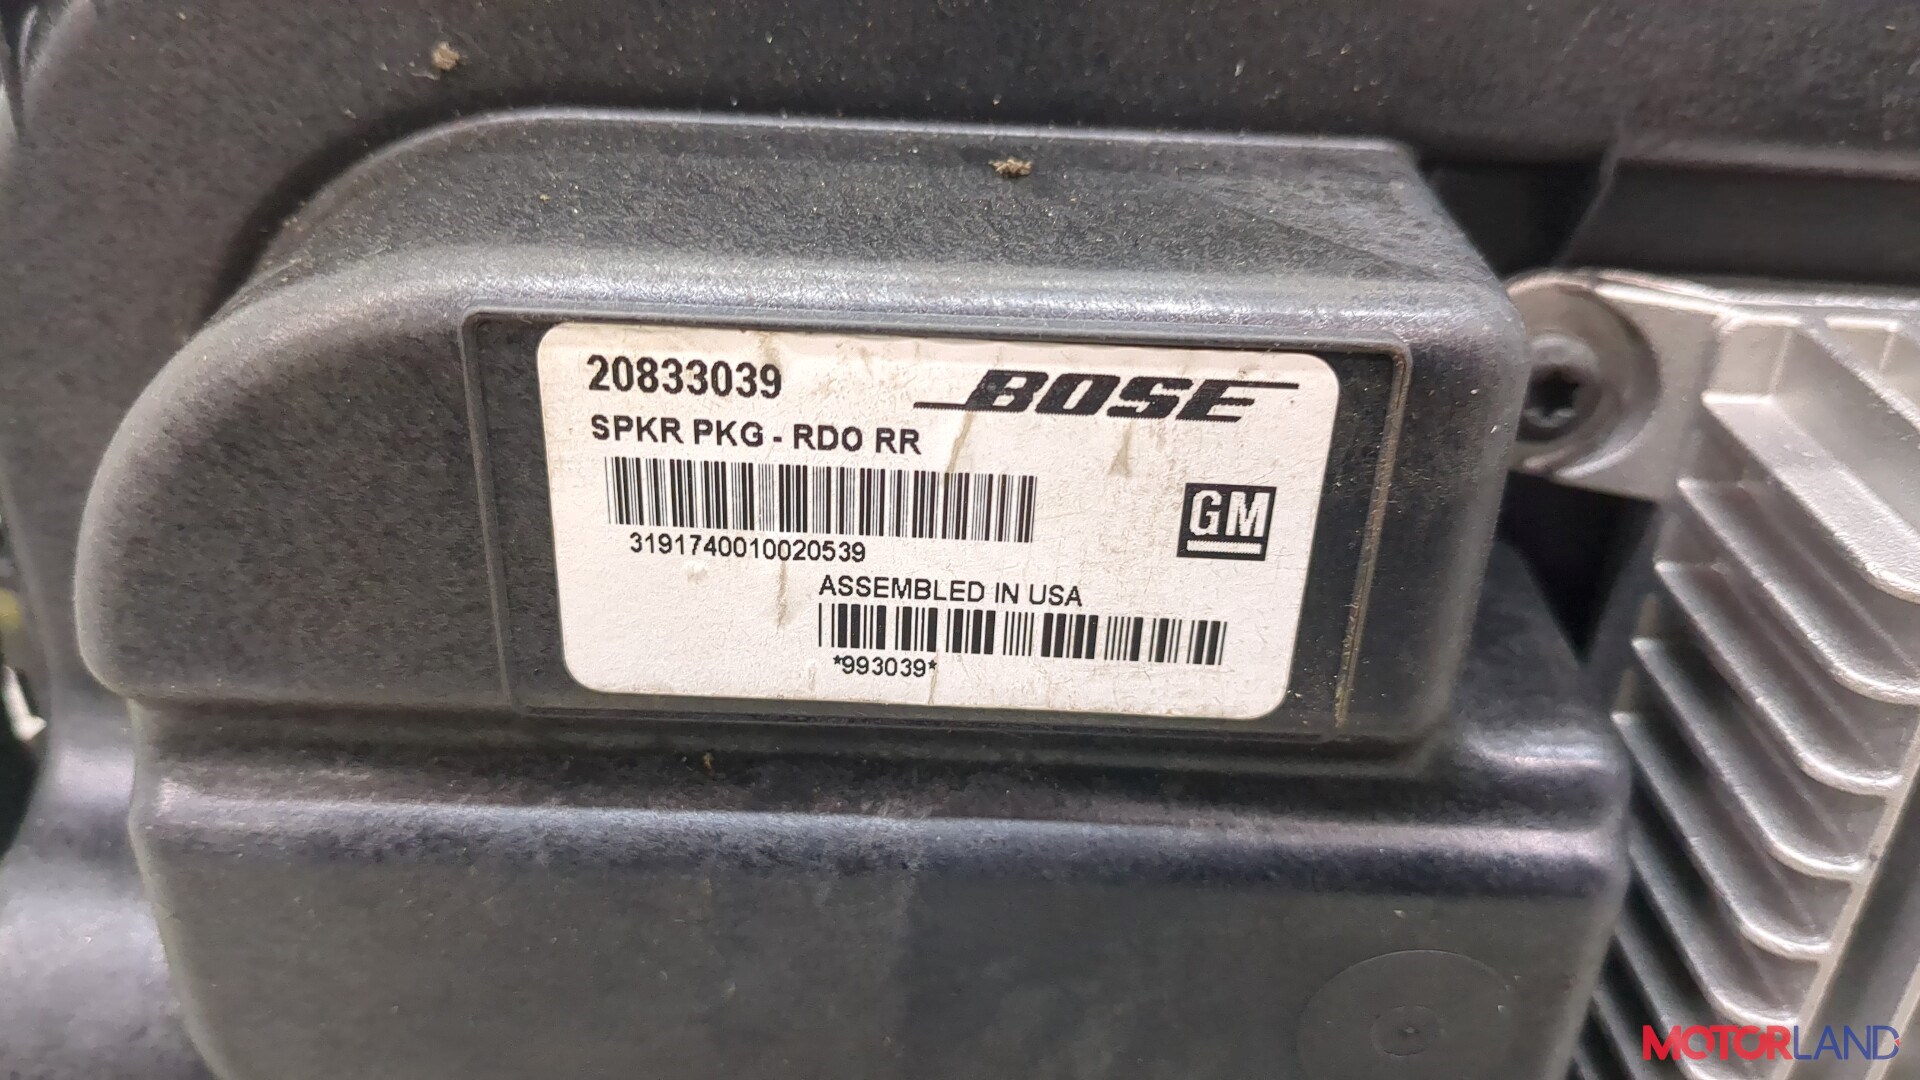 20833039
BOSE
SPKR PKG - RDO RR
3191740010020539
GM
ASSEMBLED IN USA
*993039*
MOTORLAND